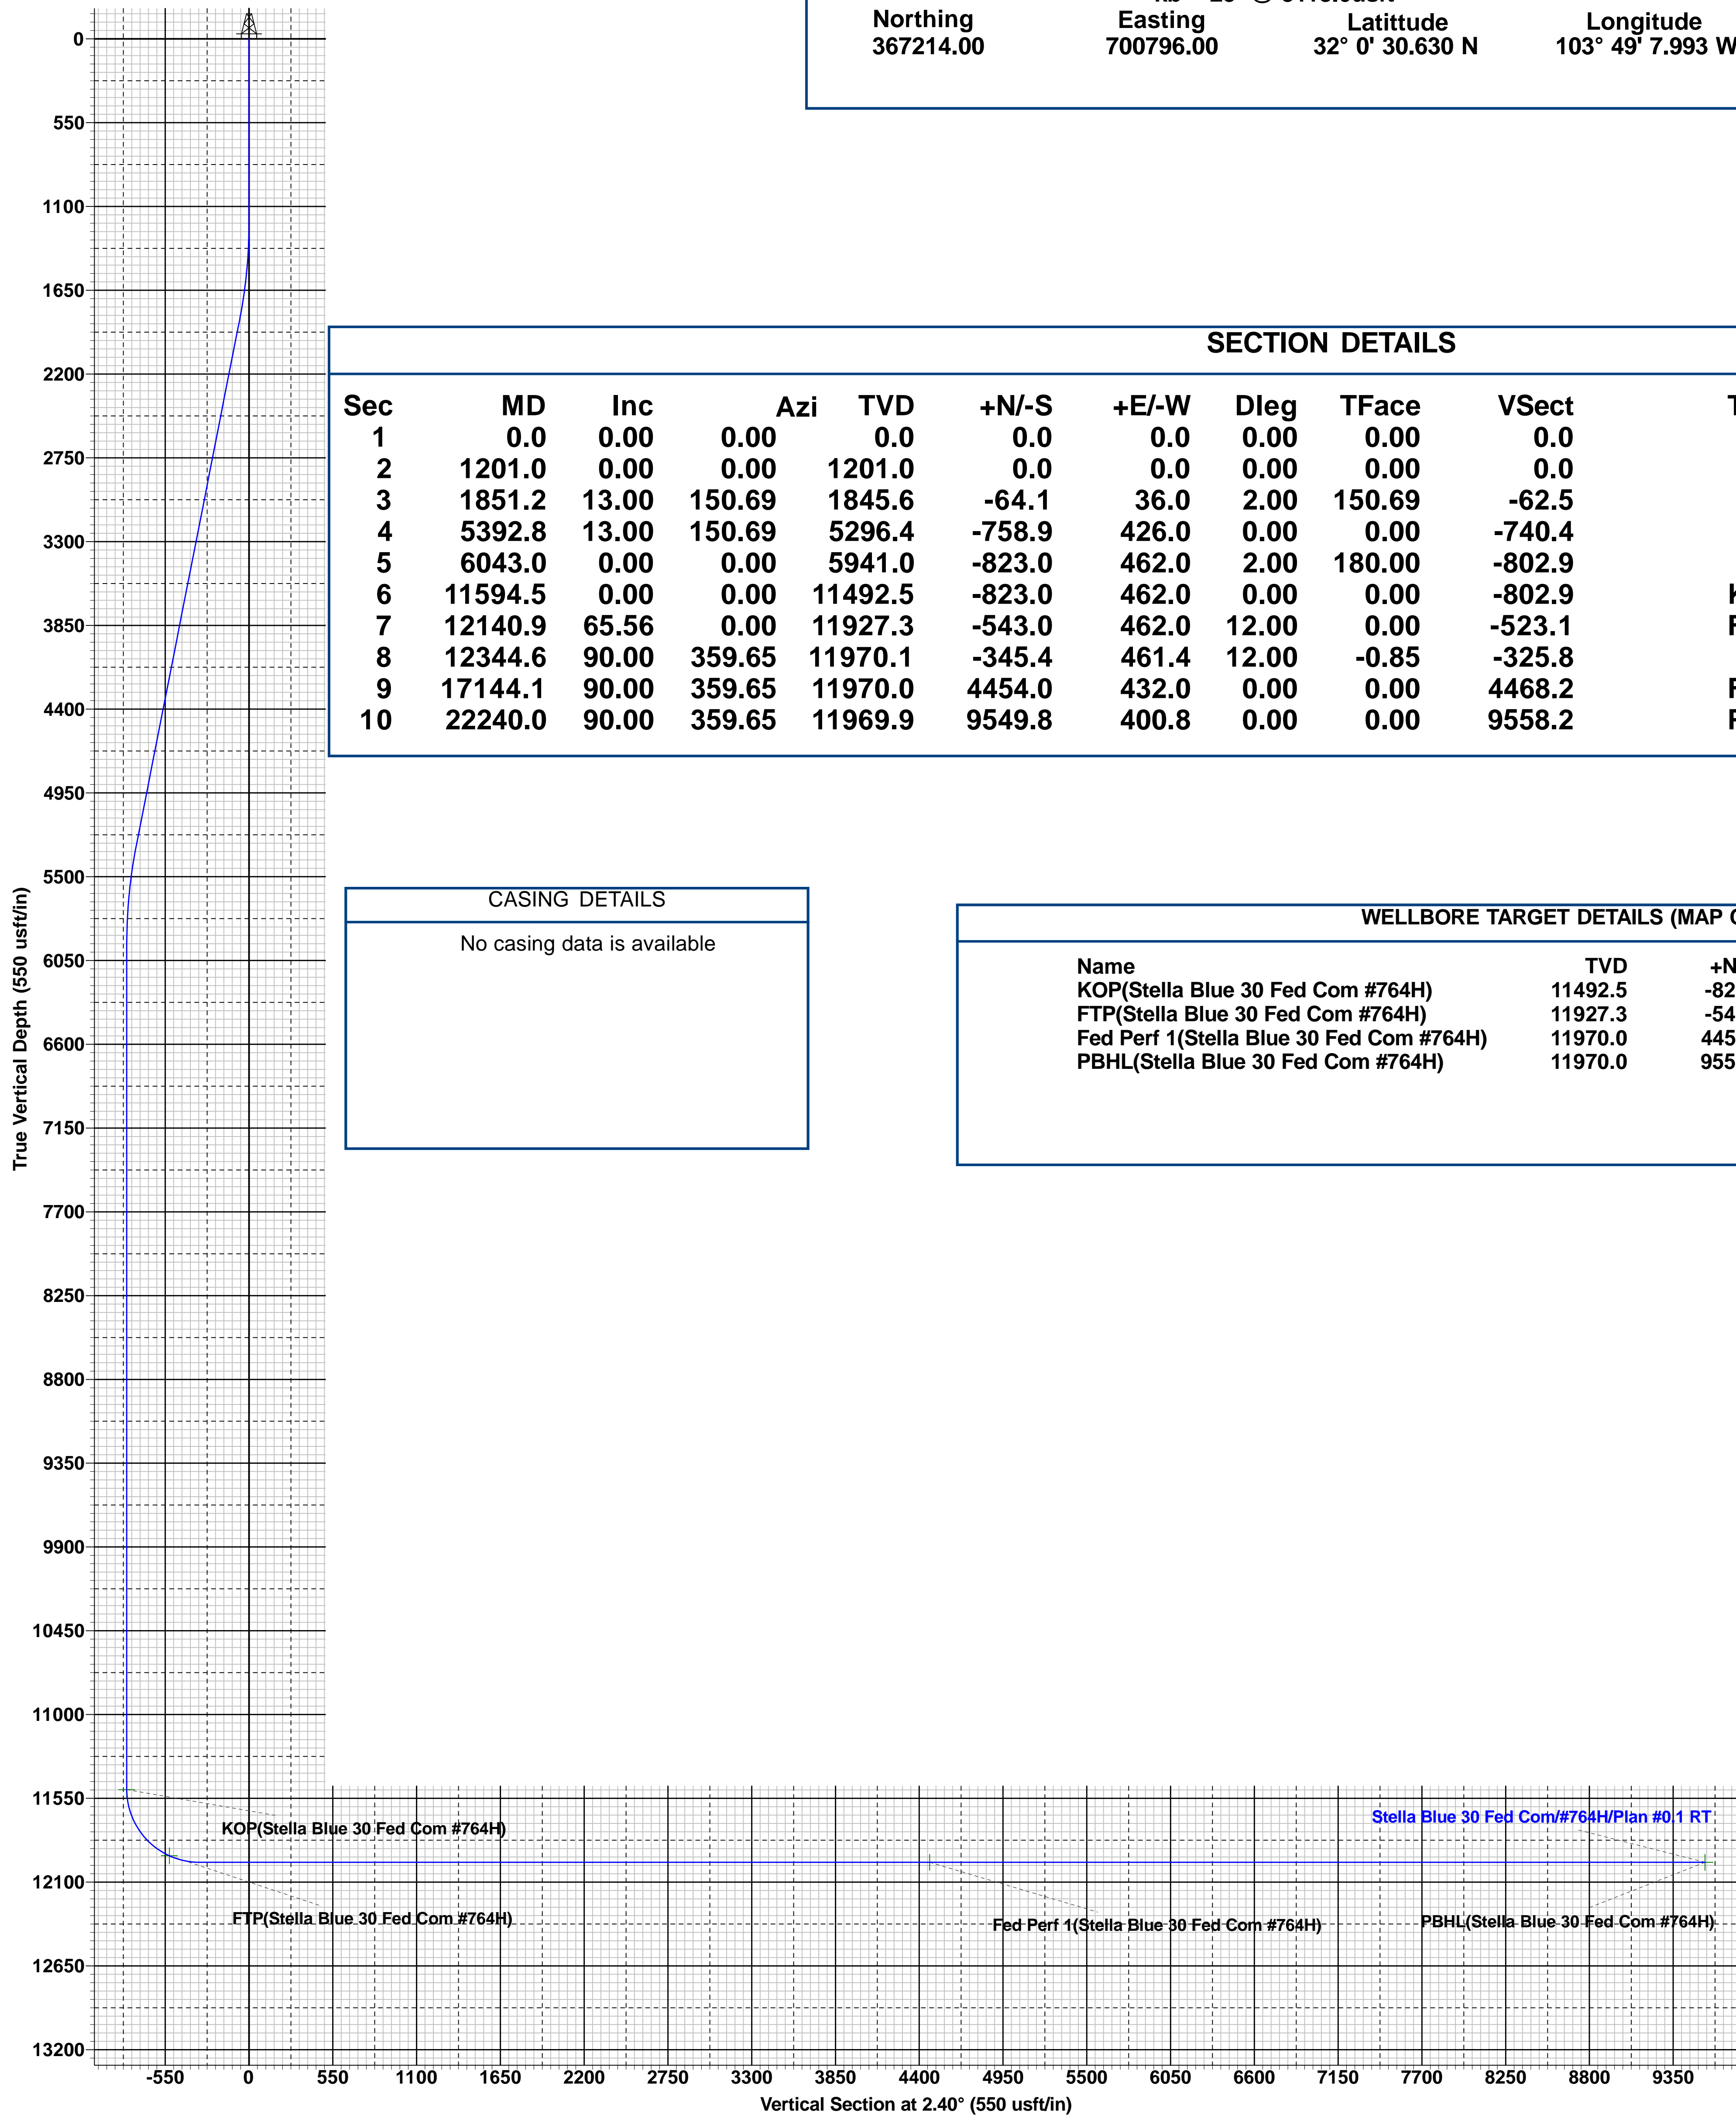 Northing Easting Latittude Longitude
367214.00 700796.00 32° 0' 30.630 N 103° 49' 7.993 W
0
550
1100
1650
2200
2750
3300
3850
4400
4950
5500
6050
6600
7150
7700
8250
8800
9350
9900
10450
11000
11550
12100
12650
13200
True Vertical Depth (550 usft/in)
SECTION DETAILS
Sec MD Inc Azi TVD +N/-S +E/-W Dleg TFace VSect
1 0.0 0.00 0.00 0.0 0.0 0.0 0.00 0.00 0.0
2 1201.0 0.00 0.00 1201.0 0.0 0.0 0.00 0.00 0.0
3 1851.2 13.00 150.69 1845.6 -64.1 36.0 2.00 150.69 -62.5
4 5392.8 13.00 150.69 5296.4 -758.9 426.0 0.00 0.00 -740.4
5 6043.0 0.00 0.00 5941.0 -823.0 462.0 2.00 180.00 -802.9
6 11594.5 0.00 0.00 11492.5 -823.0 462.0 0.00 0.00 -802.9
7 12140.9 65.56 0.00 11927.3 -543.0 462.0 12.00 0.00 -523.1
8 12344.6 90.00 359.65 11970.1 -345.4 461.4 12.00 -0.85 -325.8
9 17144.1 90.00 359.65 11970.0 4454.0 432.0 0.00 0.00 4468.2
10 22240.0 90.00 359.65 11969.9 9549.8 400.8 0.00 0.00 9558.2
CASING DETAILS
No casing data is available
WELLBORE TARGET DETAILS (MAP
Name TVD +N
KOP(Stella Blue 30 Fed Com #764H) 11492.5 -82
FTP(Stella Blue 30 Fed Com #764H) 11927.3 -54
Fed Perf 1(Stella Blue 30 Fed Com #764H) 11970.0 445
PBHL(Stella Blue 30 Fed Com #764H) 11970.0 955
Stella Blue 30 Fed Com/#764H/Plan #0.1 RT
KOP(Stella Blue 30 Fed Com #764H)
FTP(Stella Blue 30 Fed Com #764H)
Fed Perf 1(Stella Blue 30 Fed Com #764H)
PBHL(Stella Blue 30 Fed Com #764H)
-550 0 550 1100 1650 2200 2750 3300 3850 4400 4950 5500 6050 6600 7150 7700 8250 8800 9350
Vertical Section at 2.40° (550 usft/in)